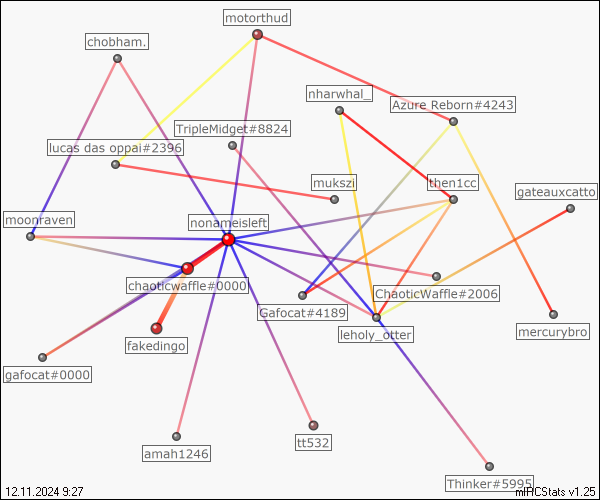 motorthud
chobham.
nharwhal_
Azure Reborn#4243
TripleMidget#8824
lucas das oppai#2396
mukszi
then1cc
gateauxcatto
moonraven
nonameisleft
chaoticwaffle#0000
ChaoticWaffle#2006
Gafocat#4189
leholy_otter
mercurybro
fakedingo
gafocat#0000
tt532
amah1246
Thinker#5995
12.11.2024 9:27
mIRCStats v1.25